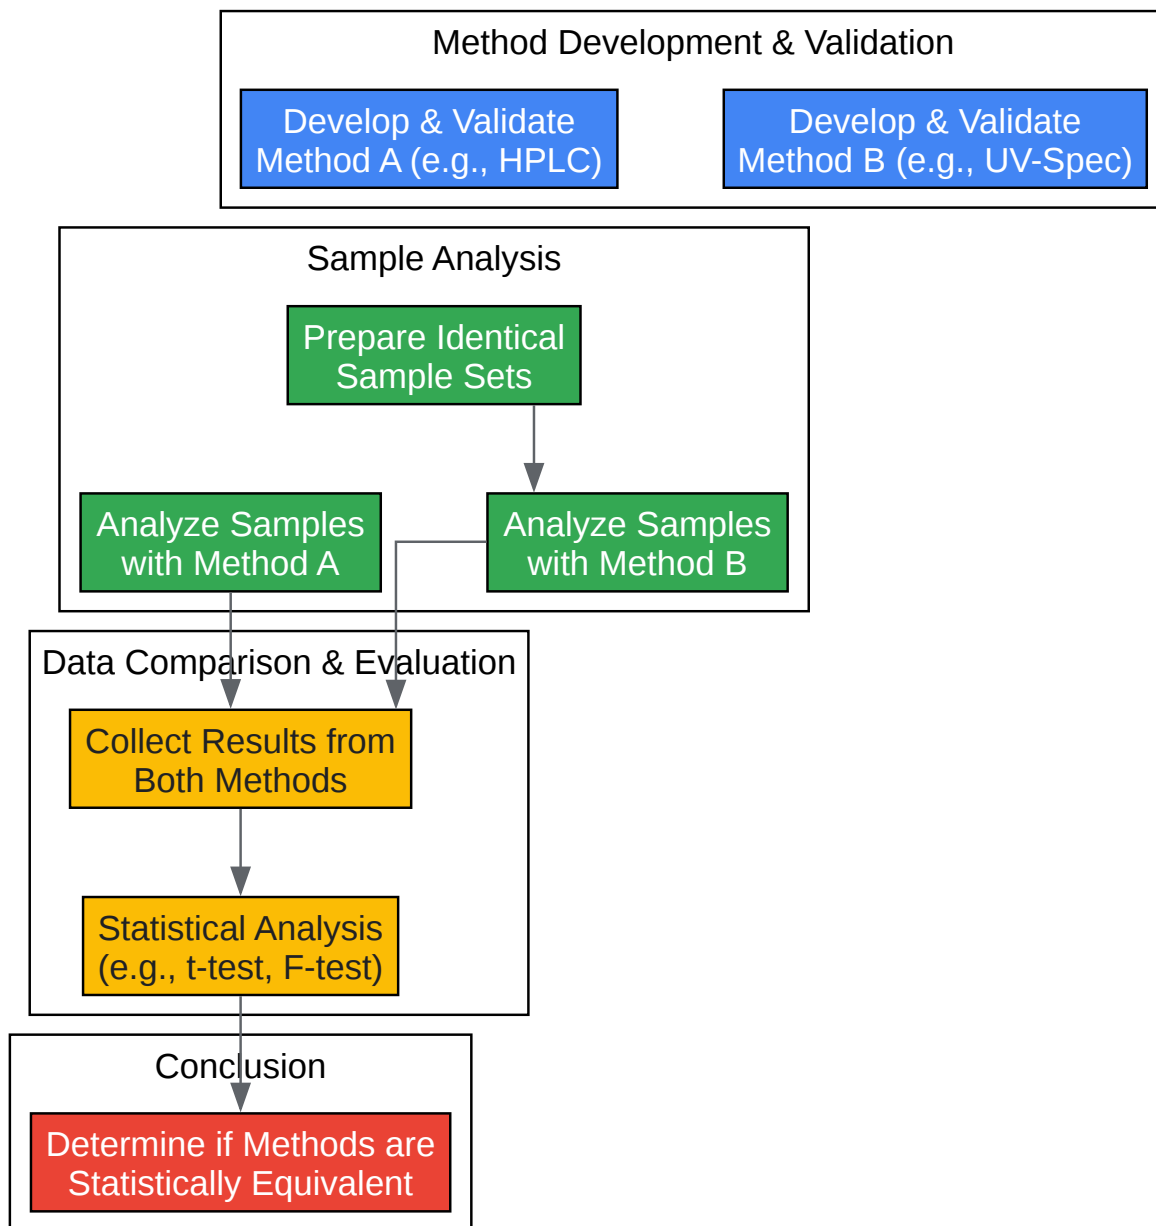 Method Development & Validation
Develop & Validate
Method A (e.g., HPLC)
Develop & Validate
Method B (e.g., UV-Spec)
Sample Analysis
Prepare Identical
Sample Sets
Analyze Samples
with Method A
Analyze Samples
with Method B
Data Comparison & Evaluation
Collect Results from
Both Methods
Statistical Analysis
(e.g., t-test, F-test)
Conclusion
Determine if Methods are
Statistically Equivalent